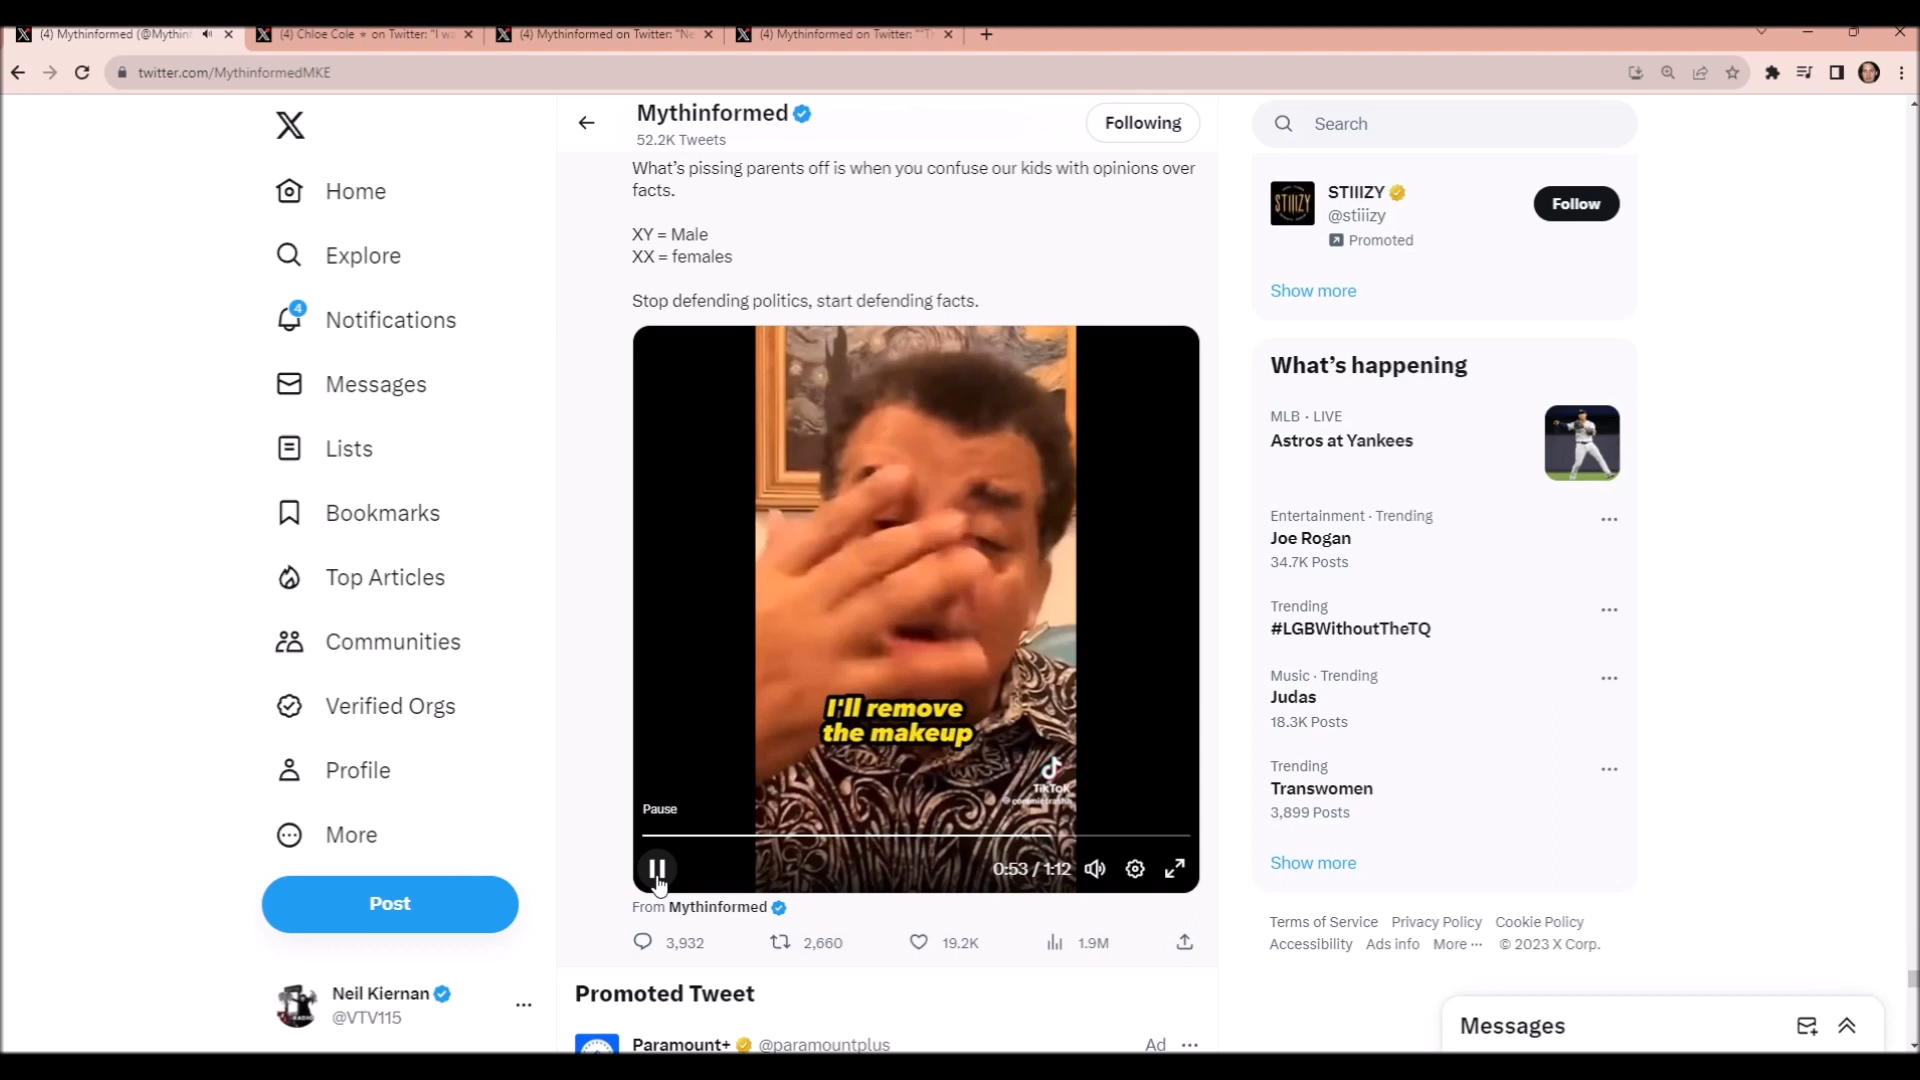 (4) Mythinformed (@Mythin
(4) Chloe Cole ⭐ on Twitter: "I wa
(4) Mythinformed on Twitter: "Ne
(4) Mythinformed on Twitter: ""Th
twitter.com/MythinformedMKE
Home
Explore
4
Notifications
Messages
Lists
Bookmarks
Top Articles
Communities
Verified Orgs
Profile
More
Post
Neil Kiernan
@VTV115
Mythinformed
52.2K Tweets
Following
What's pissing parents off is when you confuse our kids with opinions over
facts.
XY = Male
XX = females
Stop defending politics, start defending facts.
I'll remove
the makeup
TikTok
Pause
0:53 / 1:12
From Mythinformed
3,932
2,660
19.2K
1.9M
Promoted Tweet
Paramount+ @paramountplus
Ad
Search
STIIIZY
STIIIZY
@stiiizy
Promoted
Follow
Show more
What's happening
MLB · LIVE
Astros at Yankees
Entertainment · Trending
Joe Rogan
34.7K Posts
Trending
#LGBWithoutTheTQ
Music · Trending
Judas
18.3K Posts
Trending
Transwomen
3,899 Posts
Show more
Terms of Service Privacy Policy Cookie Policy
Accessibility Ads info More ··· © 2023 X Corp.
Messages